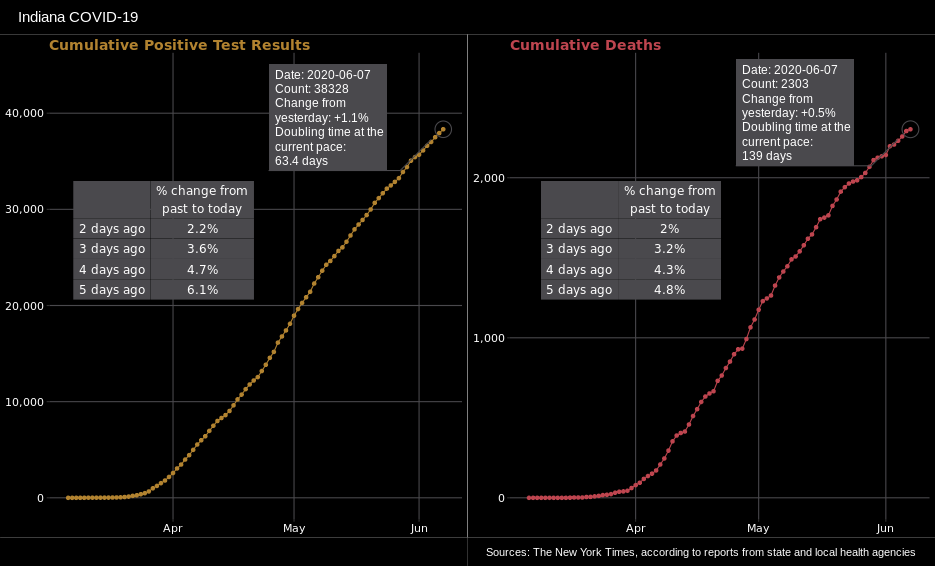 Indiana COVID-19
Cumulative Positive Test Results
Date: 2020-06-07
Count: 38328
Change from
yesterday: +1.1%
Doubling time at the
current pace:
63.4 days
% change from
past to today
2 days ago 2.2%
3 days ago 3.6%
4 days ago 4.7%
5 days ago 6.1%
40,000
30,000
20,000
10,000
0
Apr May Jun
Cumulative Deaths
Date: 2020-06-07
Count: 2303
Change from
yesterday: +0.5%
Doubling time at the
current pace:
139 days
% change from
past to today
2 days ago 2%
3 days ago 3.2%
4 days ago 4.3%
5 days ago 4.8%
2,000
1,000
0
Apr May Jun
Sources: The New York Times, according to reports from state and local health agencies